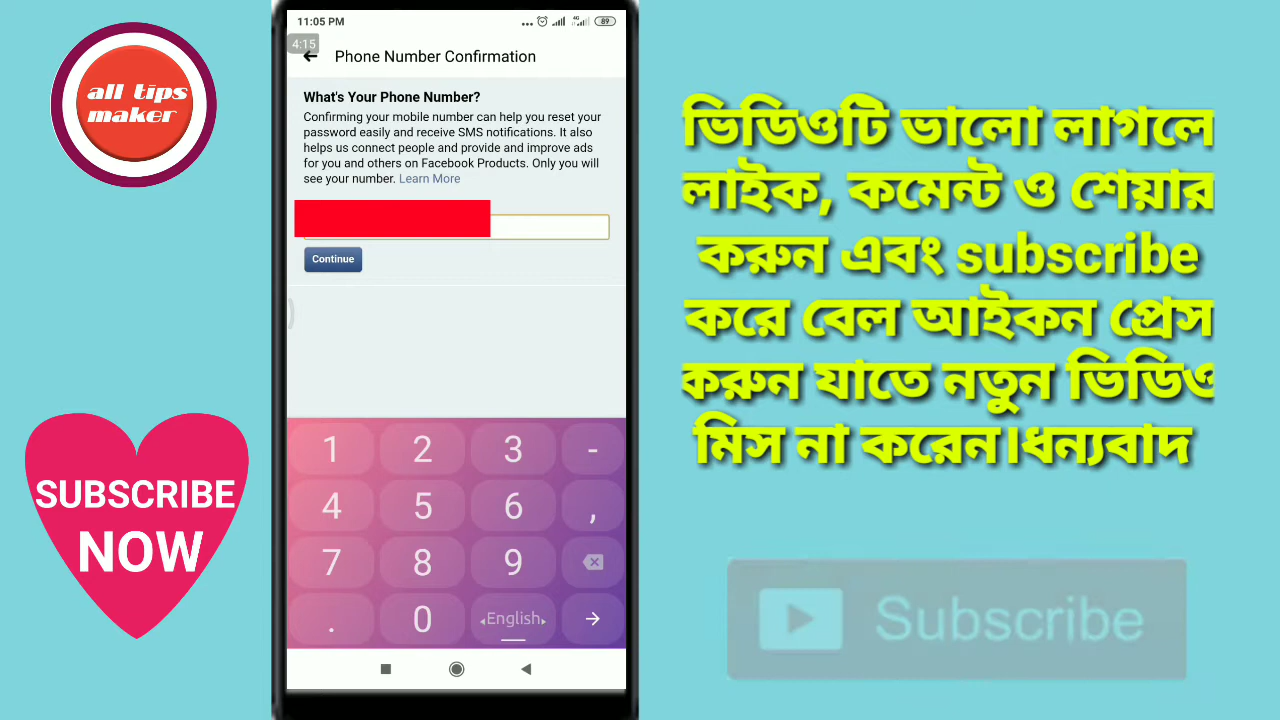 all tips
maker
SUBSCRIBE
NOW
11:05 PM
4G
89
4:15
Phone Number Confirmation
What's Your Phone Number?
Confirming your mobile number can help you reset your
password easily and receive SMS notifications. It also
helps us connect people and provide and improve ads
for you and others on Facebook Products. Only you will
see your number. Learn More
Continue
1 2 3 -
4 5 6 ,
7 8 9
. 0 English
ভিডিওটি ভালো লাগলে
লাইক, কমেন্ট ও শেয়ার
করুন এবং subscribe
করে বেল আইকন প্রেস
করুন যাতে নতুন ভিডিও
মিস না করেন।ধন্যবাদ
Subscribe